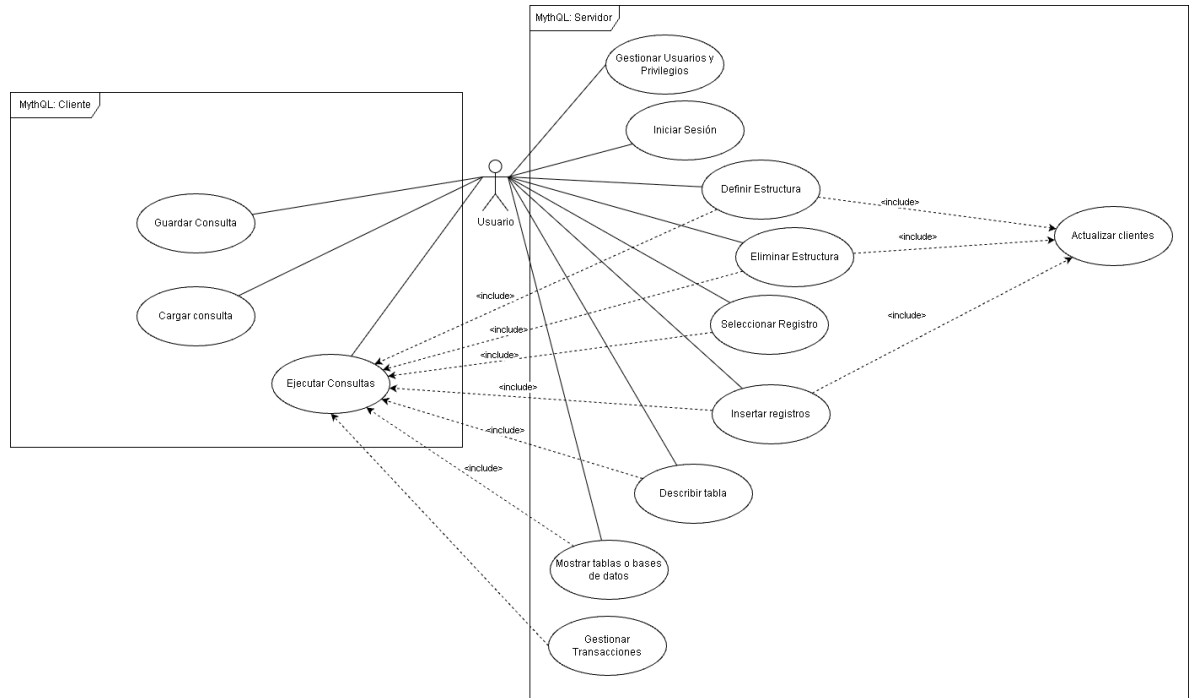 MythQL: Servidor
Gestionar Usuarios y
Privilegios
MythQL: Cliente
Iniciar Sesión
Definir Estructura
<include>
Guardar Consulta
Usuario
Actualizar clientes
<include>
Eliminar Estructura
<include>
Cargar consulta
<include>
Seleccionar Registro
<include>
<include>
Ejecutar Consultas
<include>
Insertar registros
<include>
<include>
Describir tabla
Mostrar tablas o bases
de datos
Gestionar
Transacciones